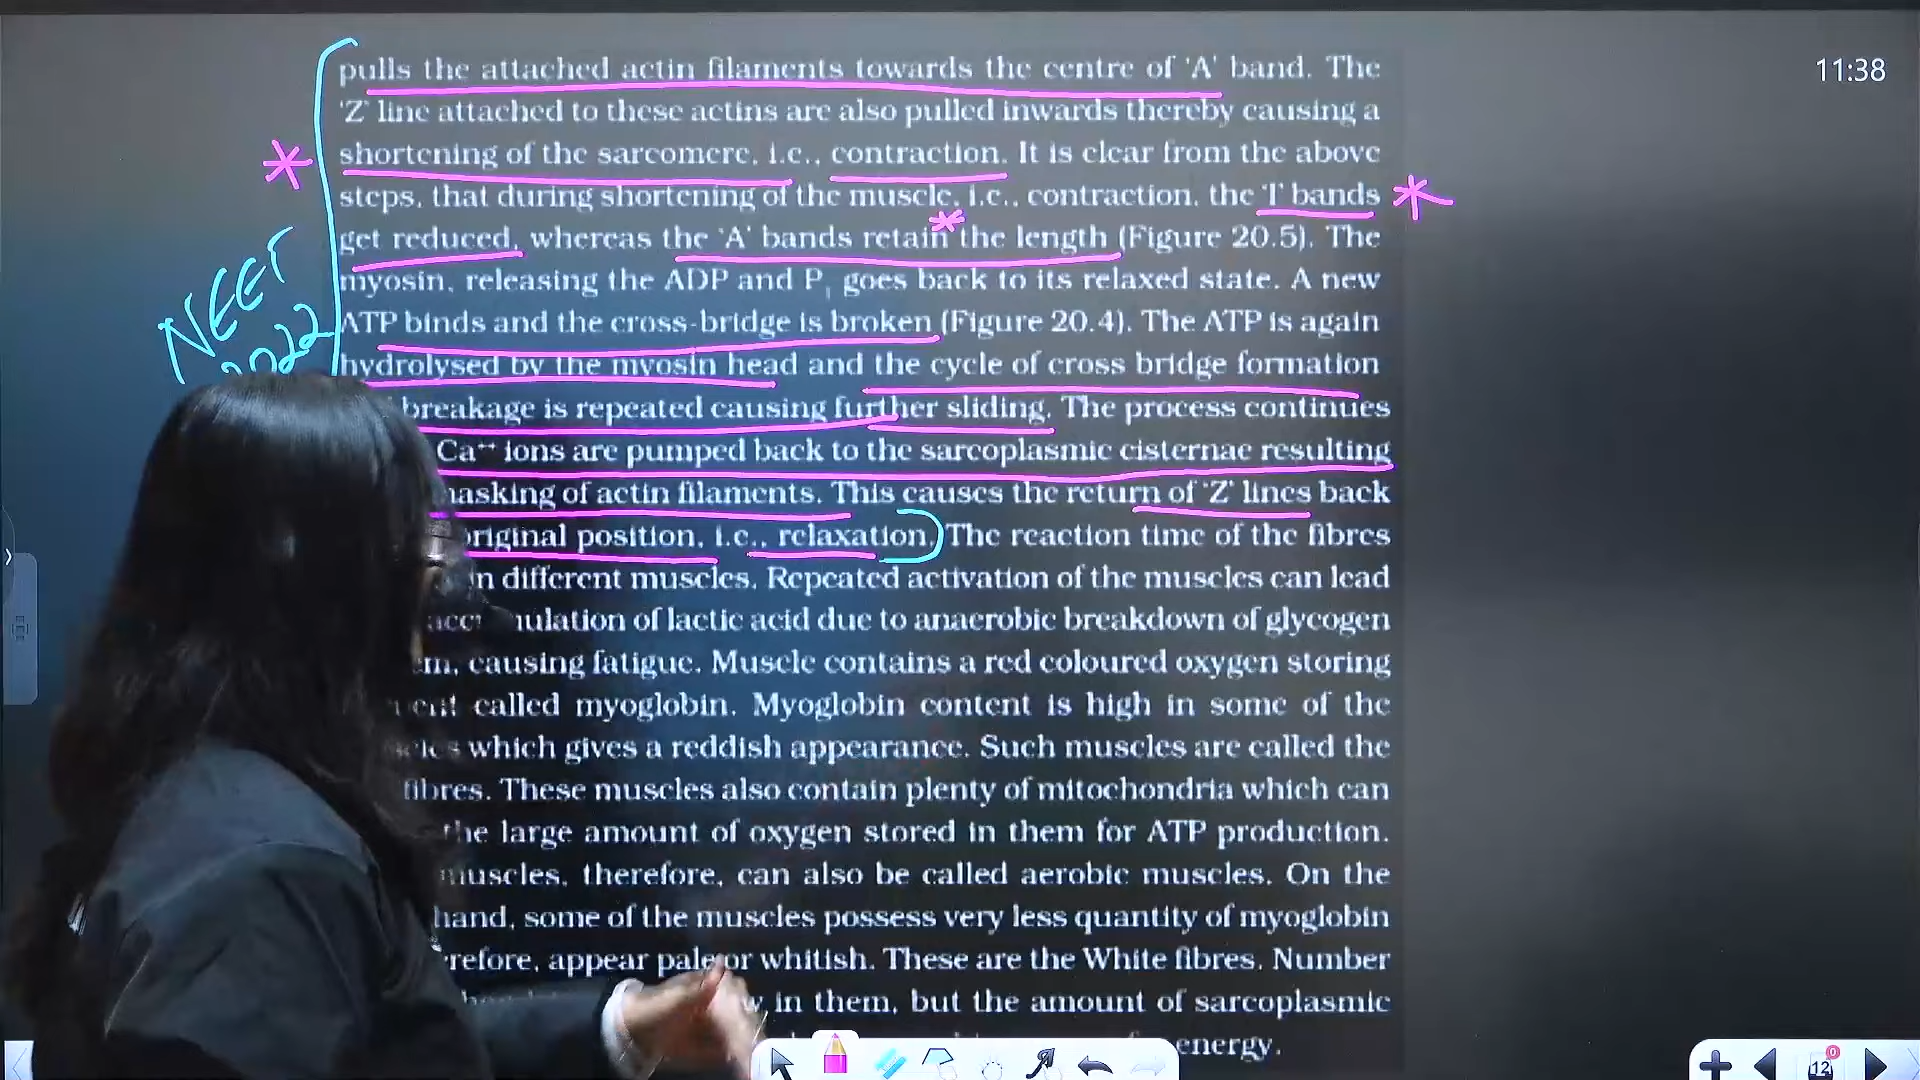 pulls the attached actin filaments towards the centre of 'A' band. The
'Z' line attached to these actins are also pulled inwards thereby causing a
shortening of the sarcomere, i.e., contraction. It is clear from the above
steps, that during shortening of the muscle, i.e., contraction, the 'I' bands
get reduced, whereas the 'A' bands retain the length (Figure 20.5). The
myosin, releasing the ADP and Pi goes back to its relaxed state. A new
ATP binds and the cross-bridge is broken (Figure 20.4). The ATP is again
hydrolysed by the myosin head and the cycle of cross bridge formation
breakage is repeated causing further sliding. The process continues
Ca++ ions are pumped back to the sarcoplasmic cisternae resulting
masking of actin filaments. This causes the return of 'Z' lines back
original position, i.e., relaxation. The reaction time of the fibres
in different muscles. Repeated activation of the muscles can lead
accumulation of lactic acid due to anaerobic breakdown of glycogen
causing fatigue. Muscle contains a red coloured oxygen storing
called myoglobin. Myoglobin content is high in some of the
which gives a reddish appearance. Such muscles are called the
fibres. These muscles also contain plenty of mitochondria which can
the large amount of oxygen stored in them for ATP production.
muscles, therefore, can also be called aerobic muscles. On the
hand, some of the muscles possess very less quantity of myoglobin
appear pale or whitish. These are the White fibres. Number
in them, but the amount of sarcoplasmic
energy.
NEET
2022
11:38
12
0